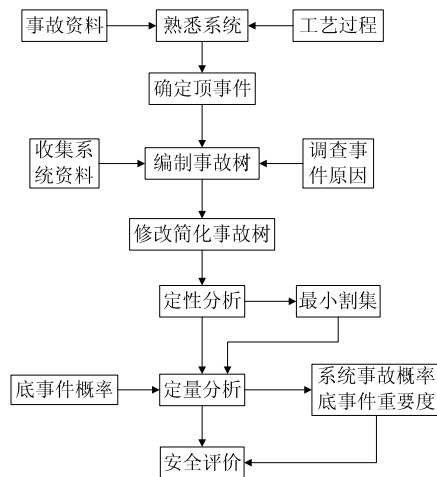 事故资料
熟悉系统
工艺过程
确定顶事件
收集系
统资料
编制事故树
调查事
件原因
修改简化事故树
定性分析
最小割集
底事件概率
定量分析
系统事故概率
底事件重要度
安全评价